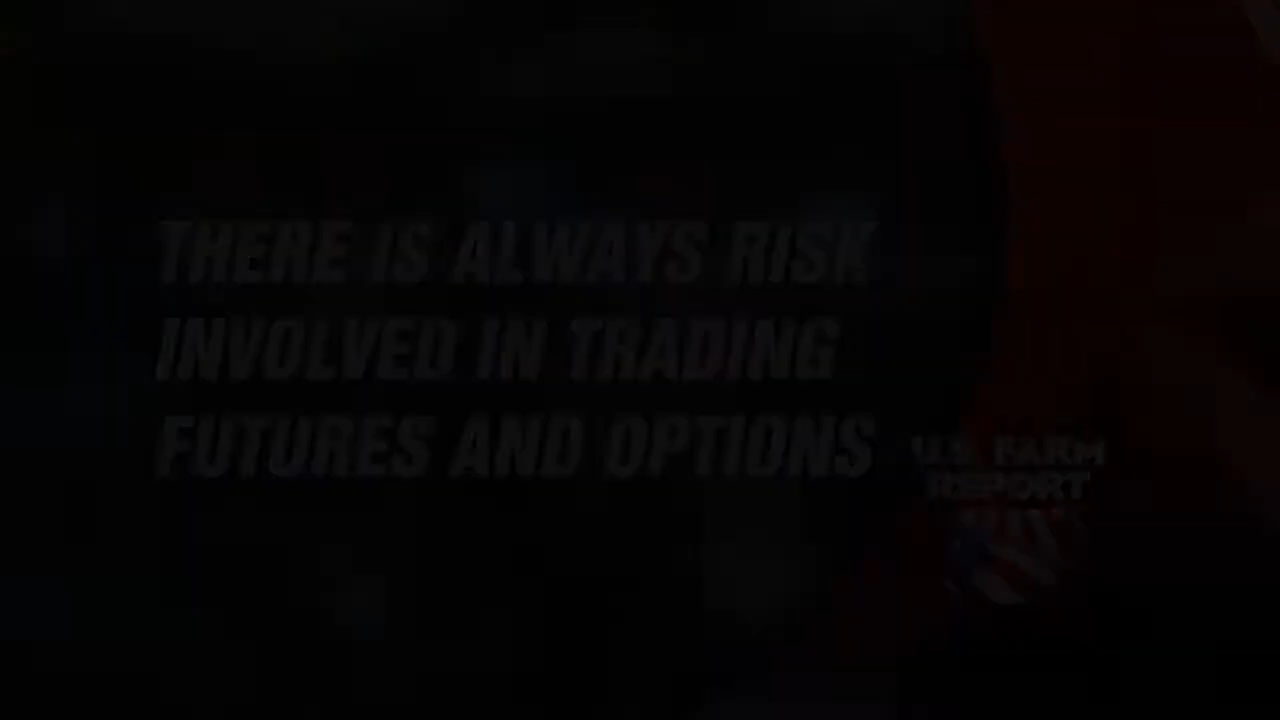 THERE IS ALWAYS RISK
INVOLVED IN TRADING
FUTURES AND OPTIONS
U.S. FARM
REPORT